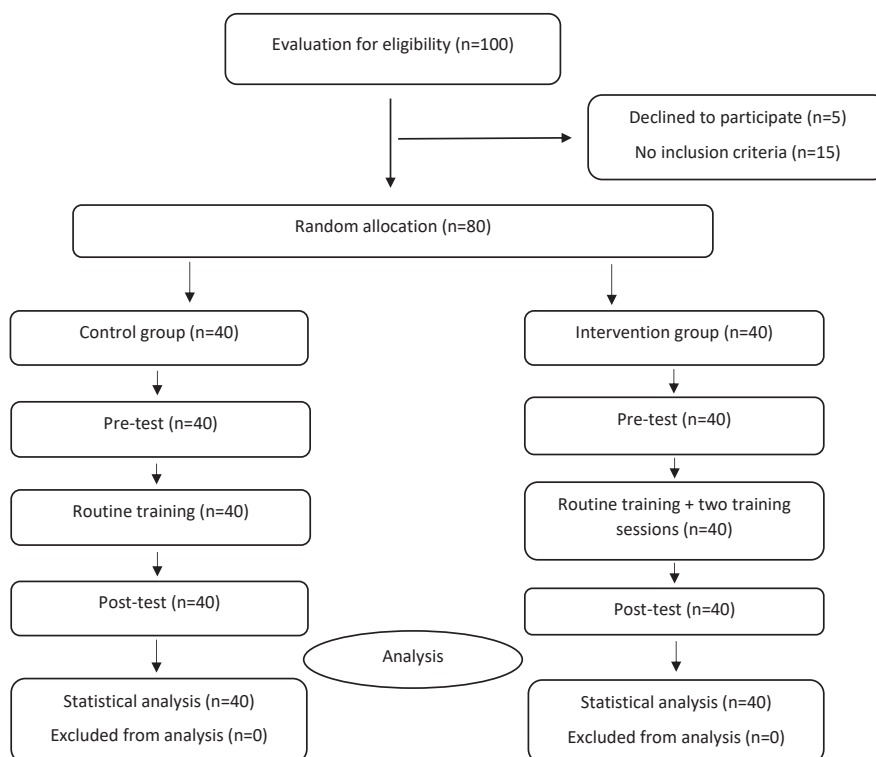 Evaluation for eligibility (n=100)
Declined to participate (n=5)
No inclusion criteria (n=15)
Random allocation (n=80)
Control group (n=40)
Intervention group (n=40)
Pre-test (n=40)
Pre-test (n=40)
Routine training (n=40)
Routine training + two training
sessions (n=40)
Post-test (n=40)
Post-test (n=40)
Analysis
Statistical analysis (n=40)
Excluded from analysis (n=0)
Statistical analysis (n=40)
Excluded from analysis (n=0)